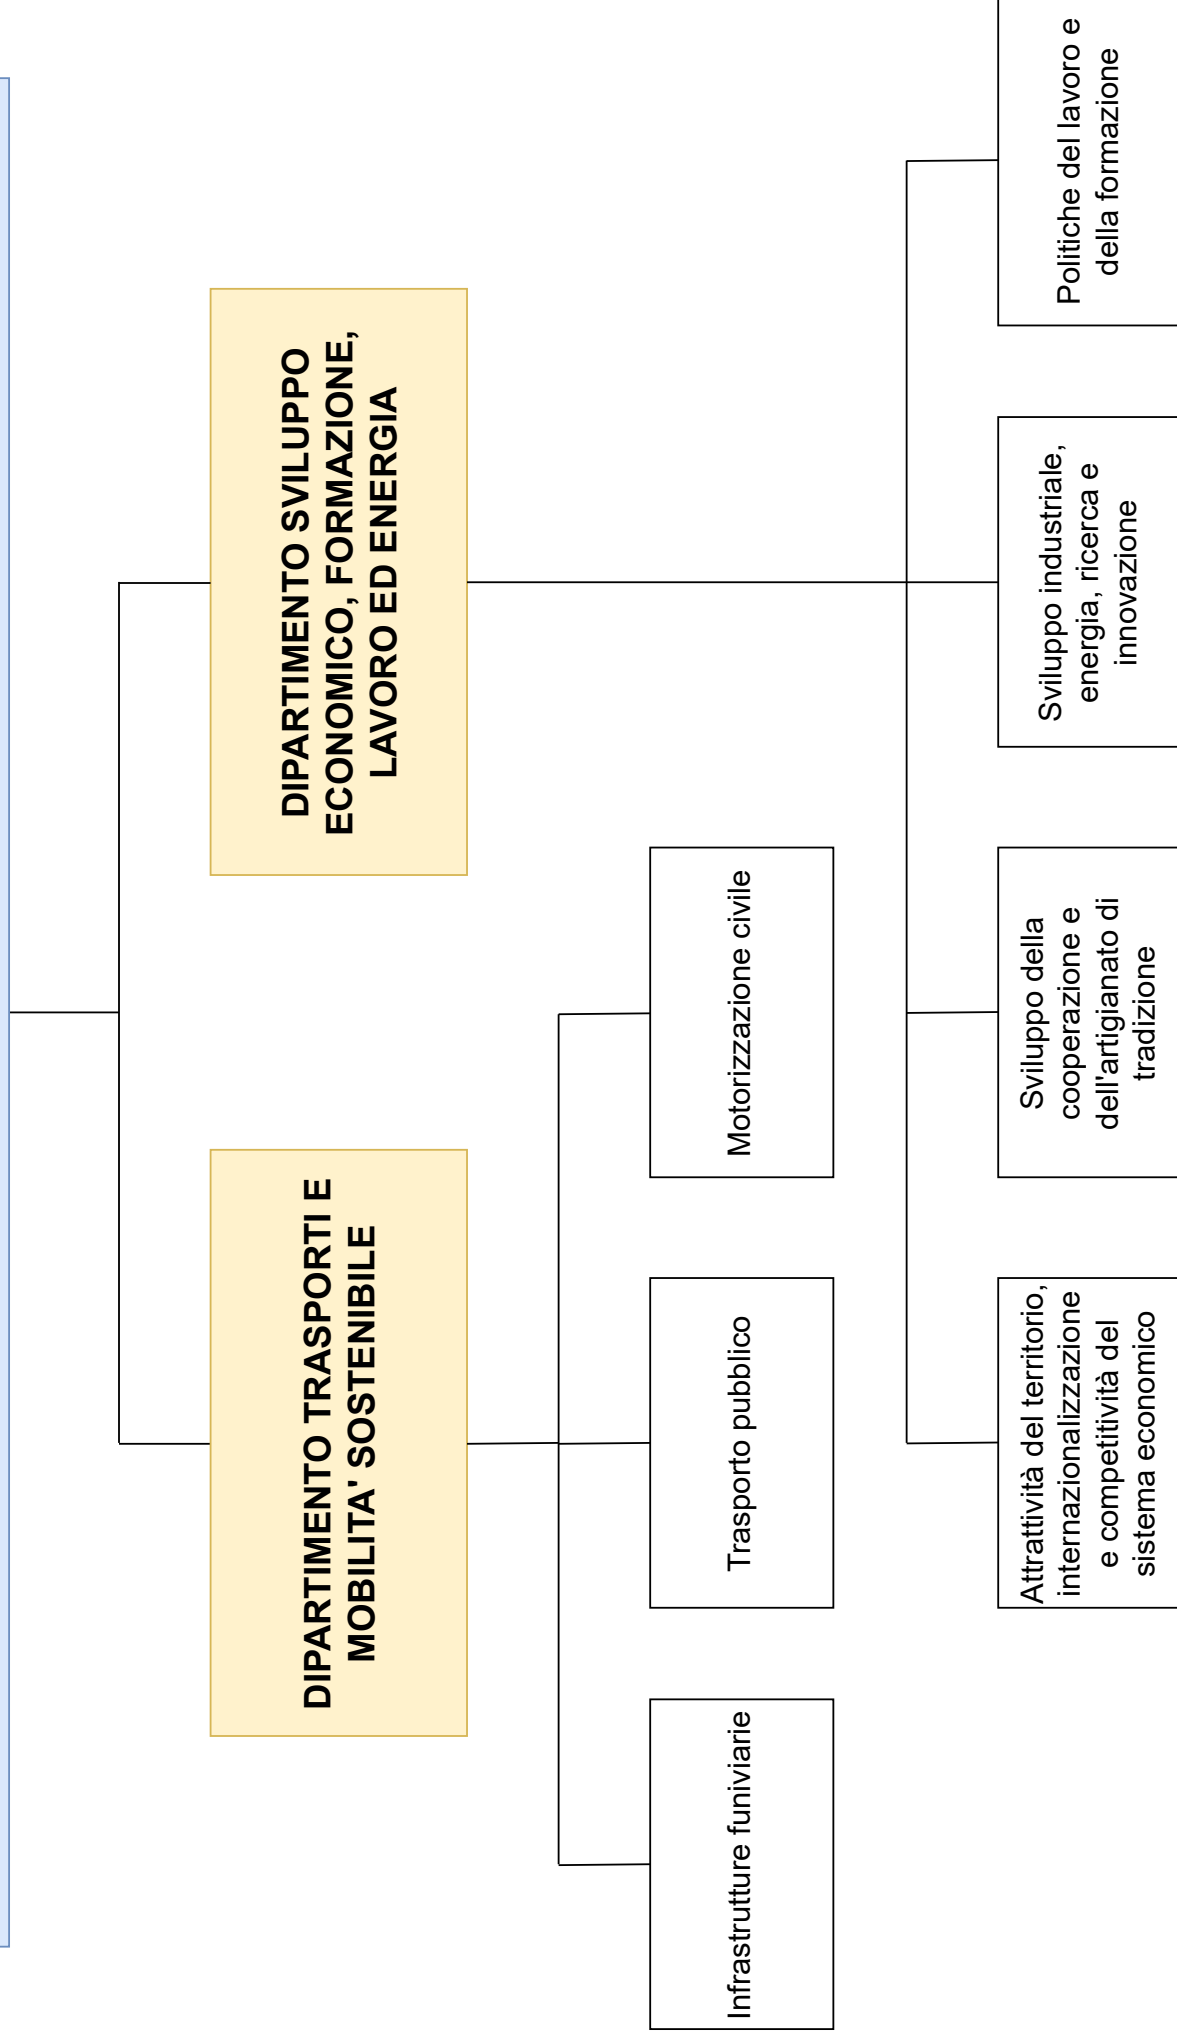 DIPARTIMENTO TRASPORTI E
MOBILITA' SOSTENIBILE
DIPARTIMENTO SVILUPPO
ECONOMICO, FORMAZIONE,
LAVORO ED ENERGIA
Infrastrutture funiviarie
Trasporto pubblico
Motorizzazione civile
Attrattività del territorio,
internazionalizzazione
e competitività del
sistema economico
Sviluppo della
cooperazione e
dell'artigianato di
tradizione
Sviluppo industriale,
energia, ricerca e
innovazione
Politiche del lavoro e
della formazione